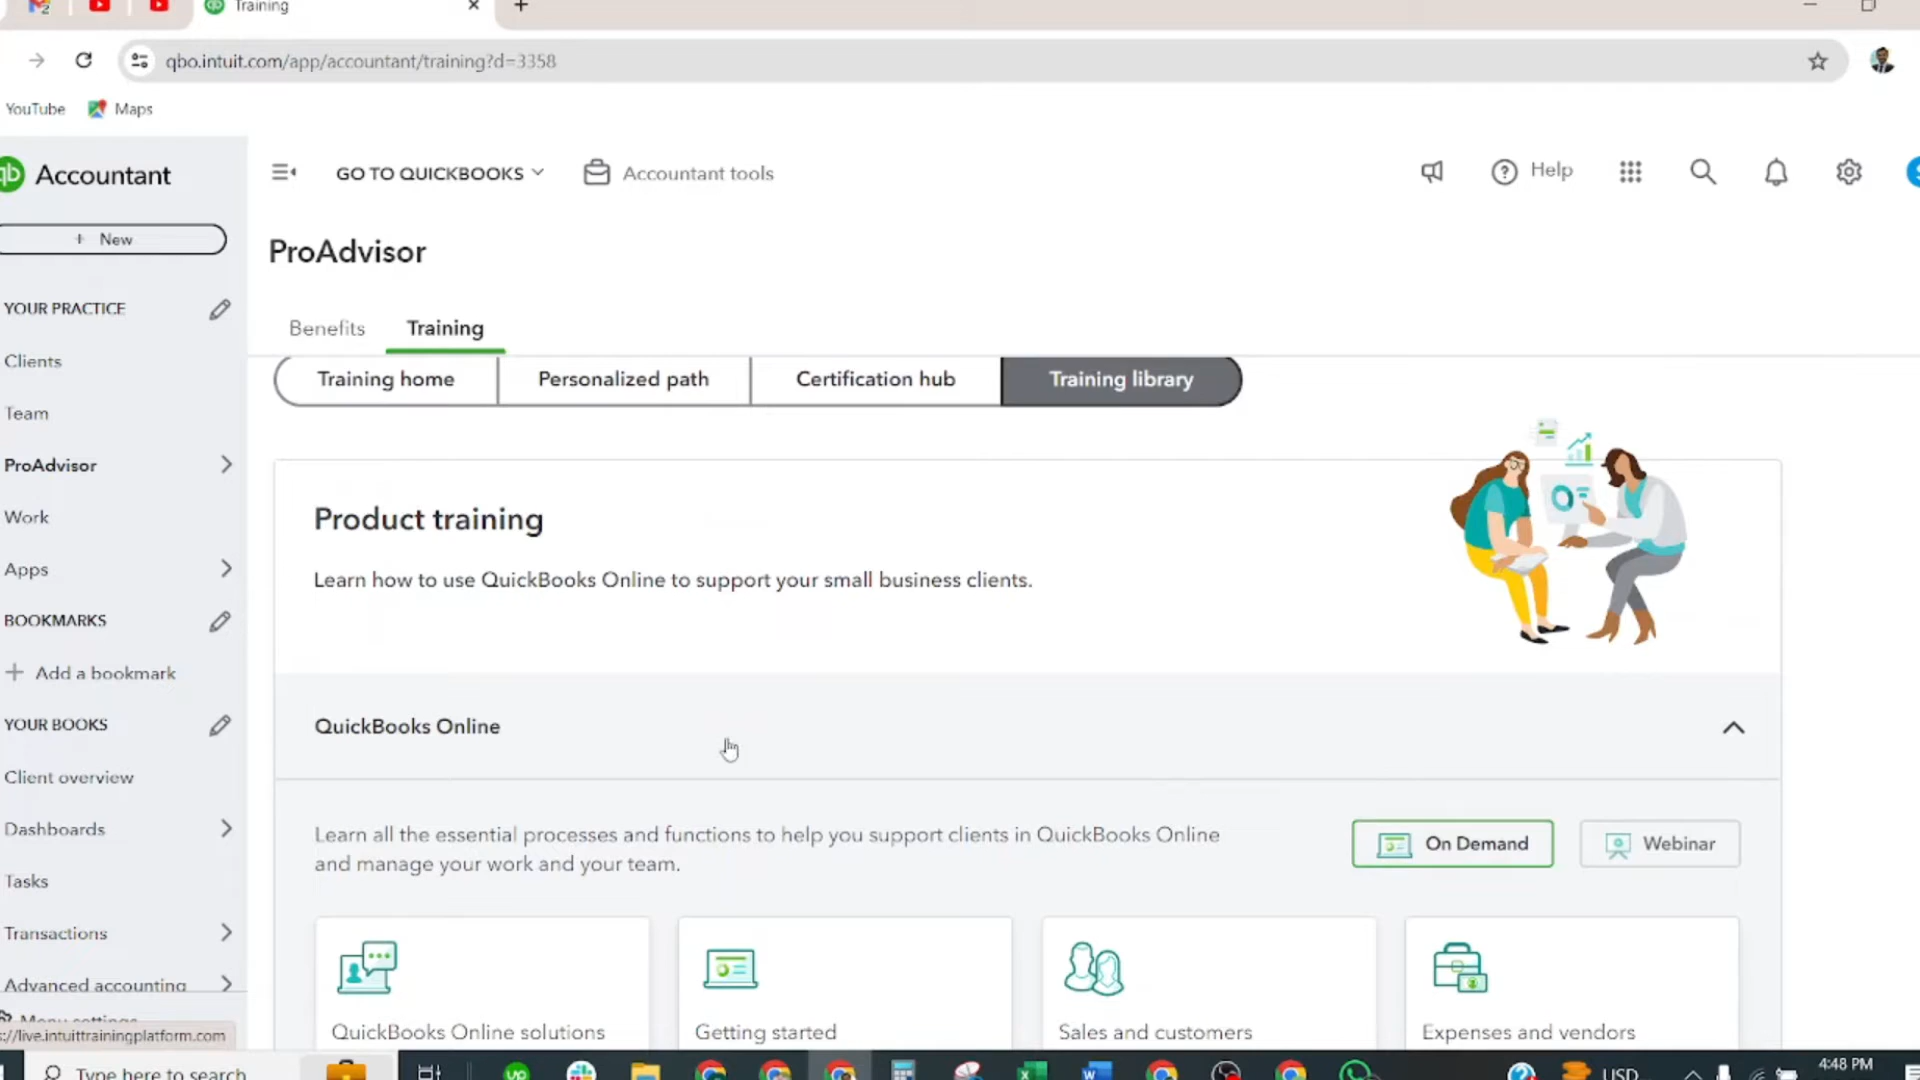 Training
qbo.intuit.com/app/accountant/training?d=3358
YouTube
Maps
qb Accountant
GO TO QUICKBOOKS
Accountant tools
Help
+ New
ProAdvisor
YOUR PRACTICE
Benefits
Training
Clients
Training home
Personalized path
Certification hub
Training library
Team
ProAdvisor
Work
Product training
Apps
Learn how to use QuickBooks Online to support your small business clients.
BOOKMARKS
+ Add a bookmark
YOUR BOOKS
QuickBooks Online
Client overview
Dashboards
Learn all the essential processes and functions to help you support clients in QuickBooks Online
and manage your work and your team.
On Demand
Webinar
Tasks
Transactions
Advanced accounting
Menu settings
://live.intuittrainingplatform.com
QuickBooks Online solutions
Getting started
Sales and customers
Expenses and vendors
Type here to search
USD
4:48 PM